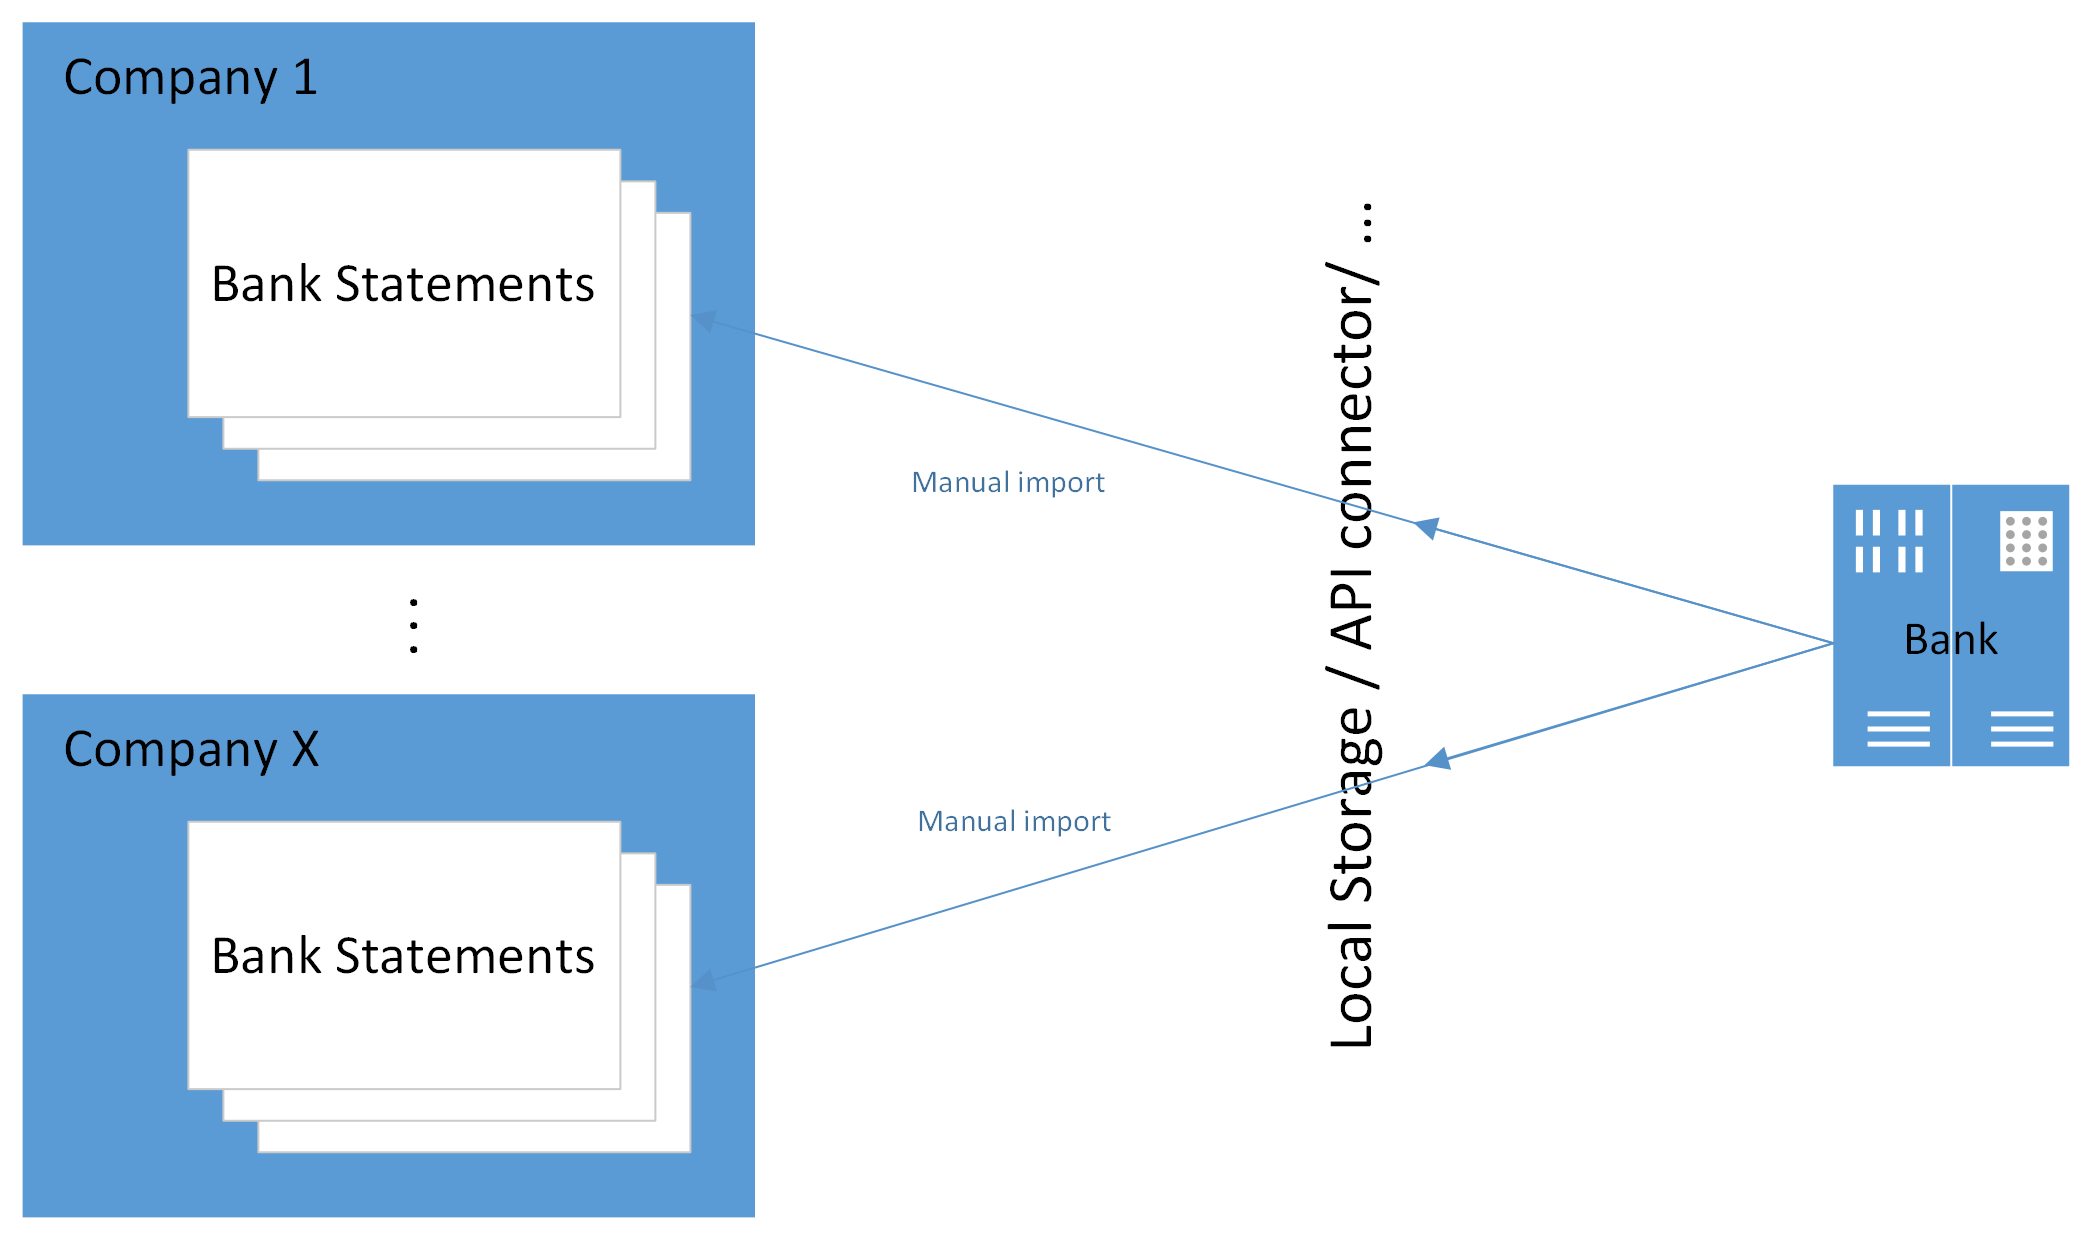 Company 1
Bank Statements
Manual import
⋮
Company X
Bank Statements
Manual import
Local Storage / API connector/ ...
Bank